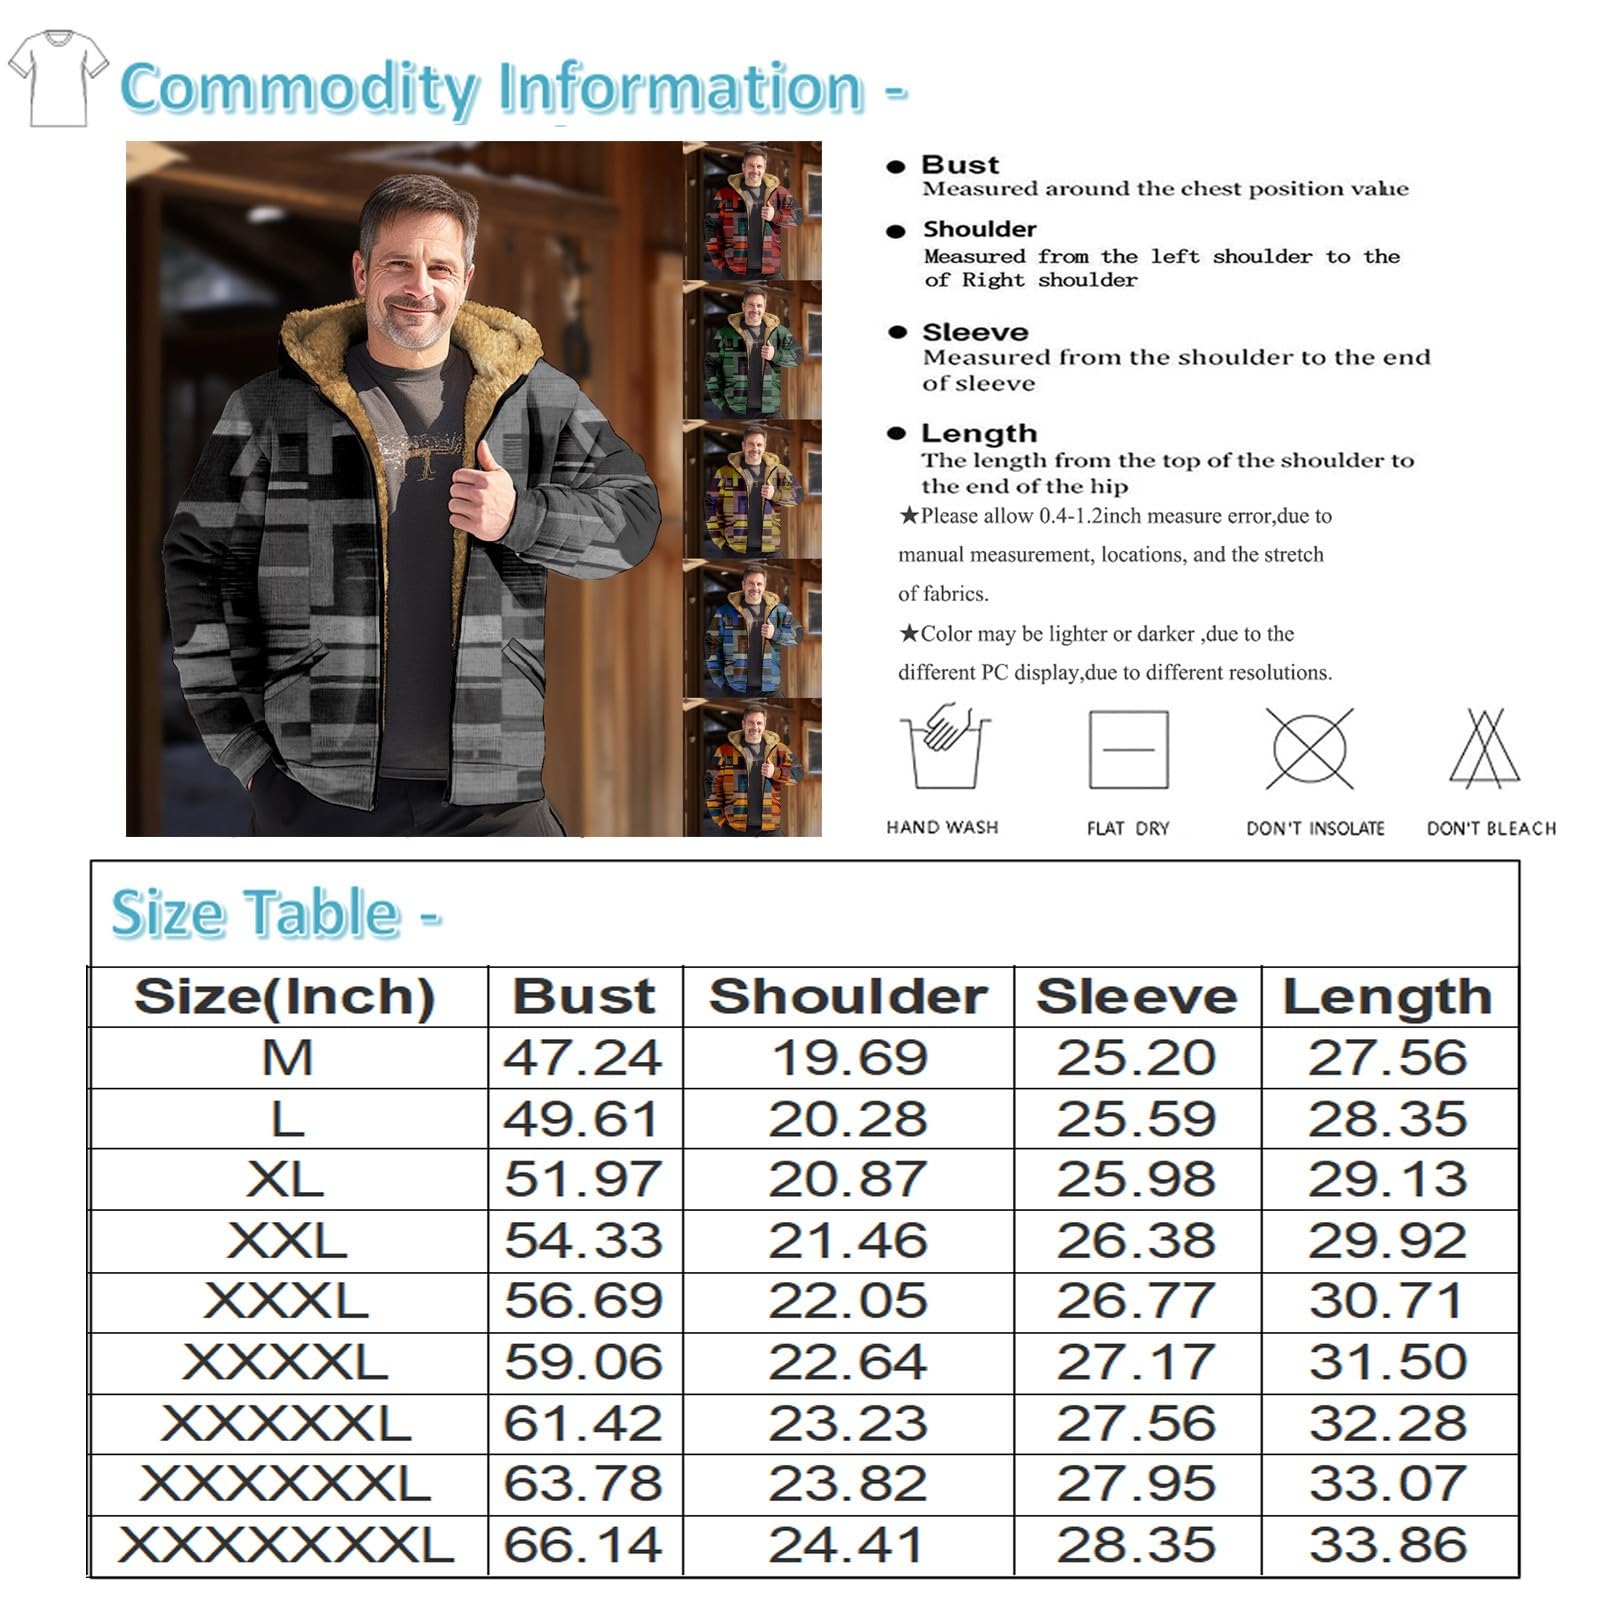 Commodity Information -
Bust
Measured around the chest position value
Shoulder
Measured from the left shoulder to the
of Right shoulder
Sleeve
Measured from the shoulder to the end
of sleeve
Length
The length from the top of the shoulder to
the end of the hip
★Please allow 0.4-1.2inch measure error,due to
manual measurement, locations, and the stretch
of fabrics.
★Color may be lighter or darker ,due to the
different PC display,due to different resolutions.
HAND WASH FLAT DRY DON'T INSOLATE DON'T BLEACH
Size Table -
Size(Inch) Bust Shoulder Sleeve Length
M 47.24 19.69 25.20 27.56
L 49.61 20.28 25.59 28.35
XL 51.97 20.87 25.98 29.13
XXL 54.33 21.46 26.38 29.92
XXXL 56.69 22.05 26.77 30.71
XXXXL 59.06 22.64 27.17 31.50
XXXXXL 61.42 23.23 27.56 32.28
XXXXXXL 63.78 23.82 27.95 33.07
XXXXXXXL 66.14 24.41 28.35 33.86